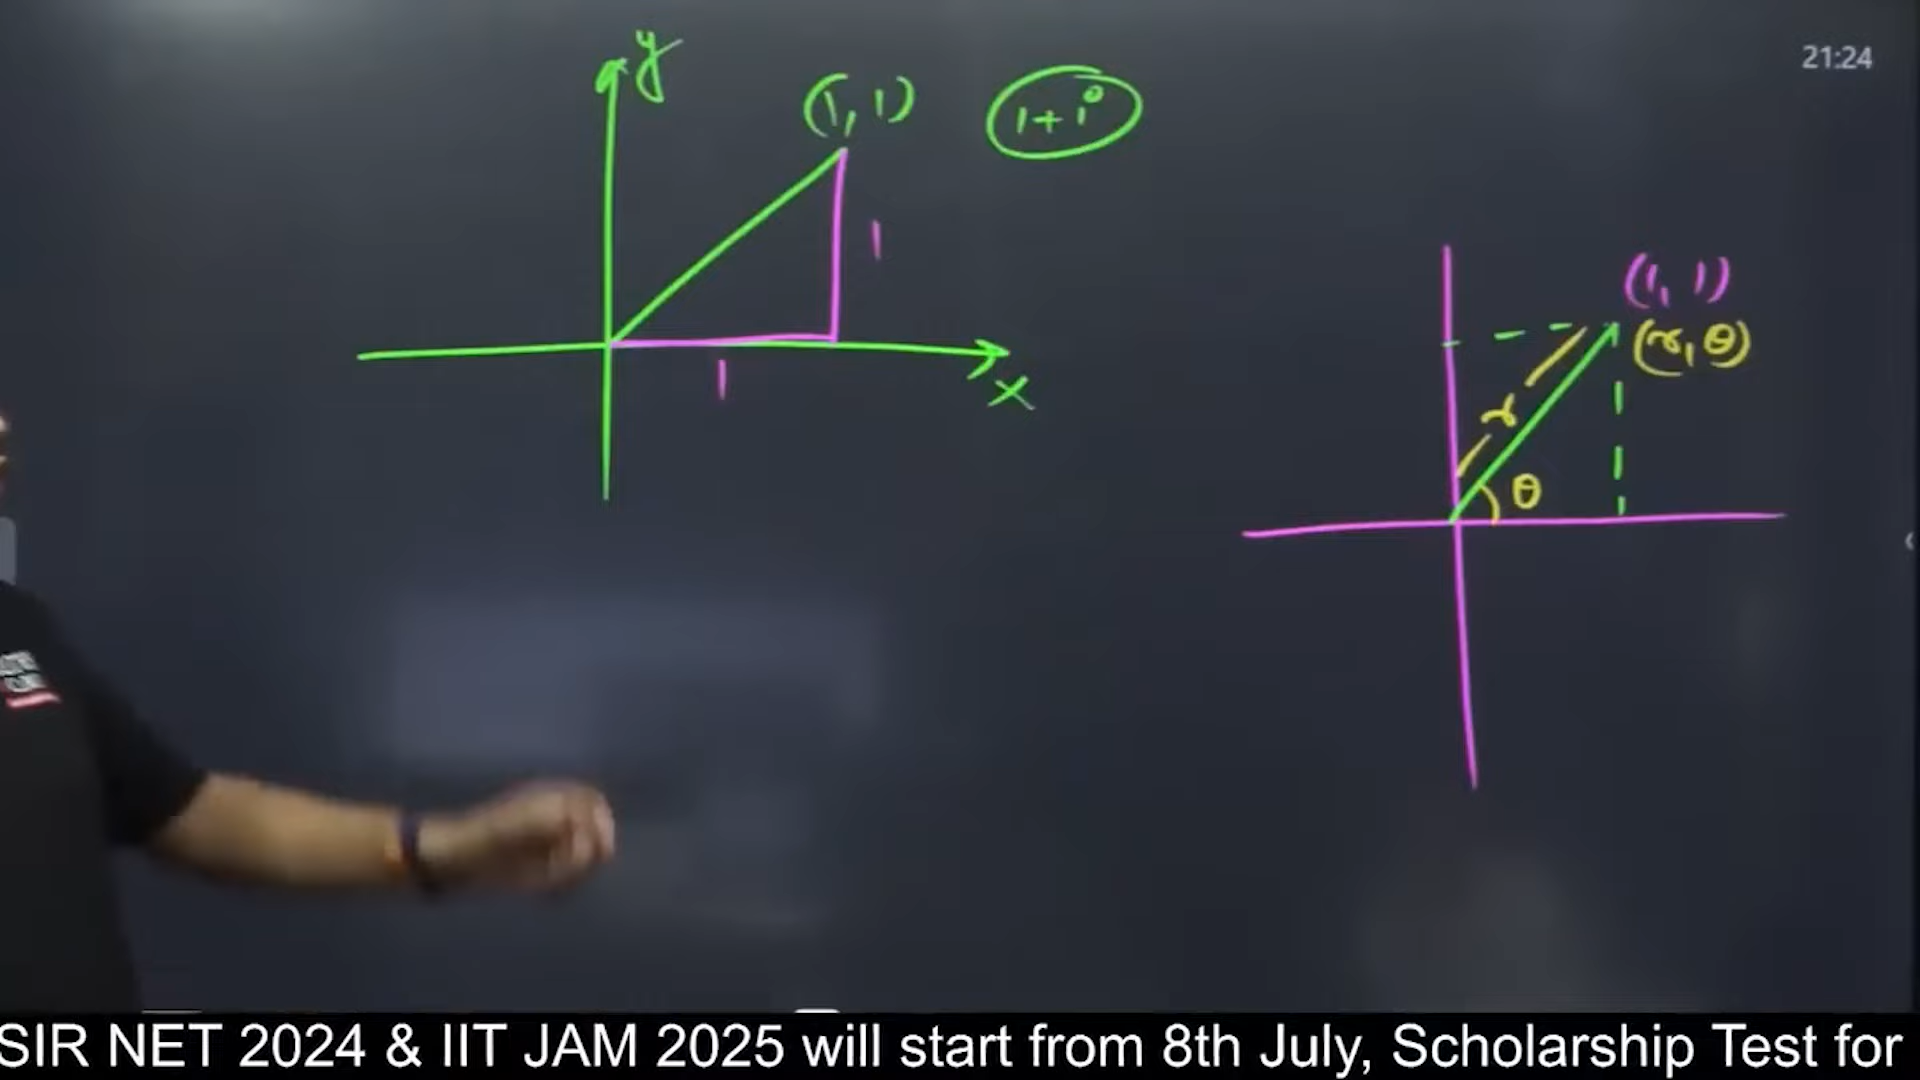 21:24
y
(1, 1)
1+i
1
1
x
(1, 1)
(r, θ)
r
θ
SIR NET 2024 & IIT JAM 2025 will start from 8th July, Scholarship Test for